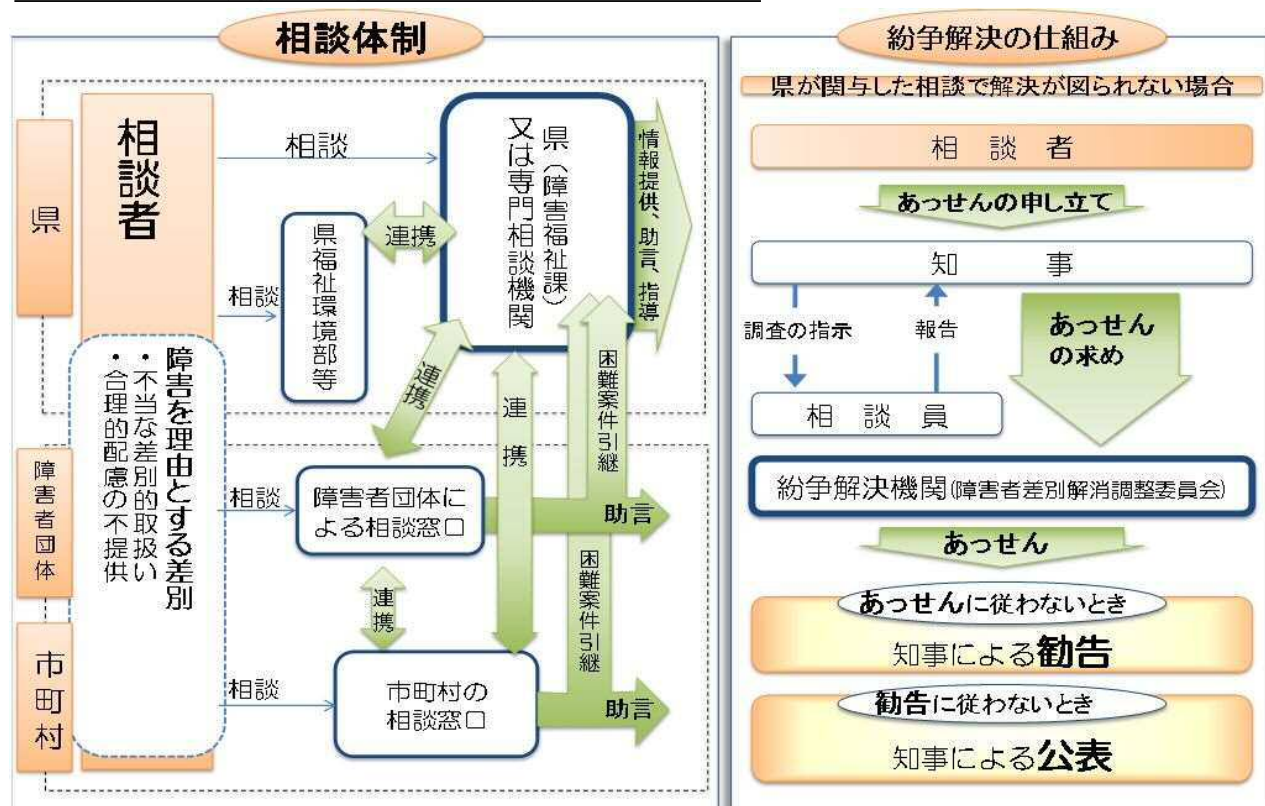 相談体制
県
障害者団体
市町村
相談者
障害を理由とする差別
・不当な差別的取扱い
・合理的配慮の不提供
相談
相談
相談
相談
県（障害福祉課）
又は専門相談機関
県福祉環境部等
連携
連携
連携
連携
情報提供、助言、指導
困難案件引継
困難案件引継
障害者団体に
よる相談窓口
助言
市町村の
相談窓口
助言
紛争解決の仕組み
県が関与した相談で解決が図られない場合
相談者
あっせんの申し立て
知事
調査の指示
報告
あっせん
の求め
相談員
紛争解決機関(障害者差別解消調整委員会)
あっせん
あっせんに従わないとき
知事による勧告
勧告に従わないとき
知事による公表